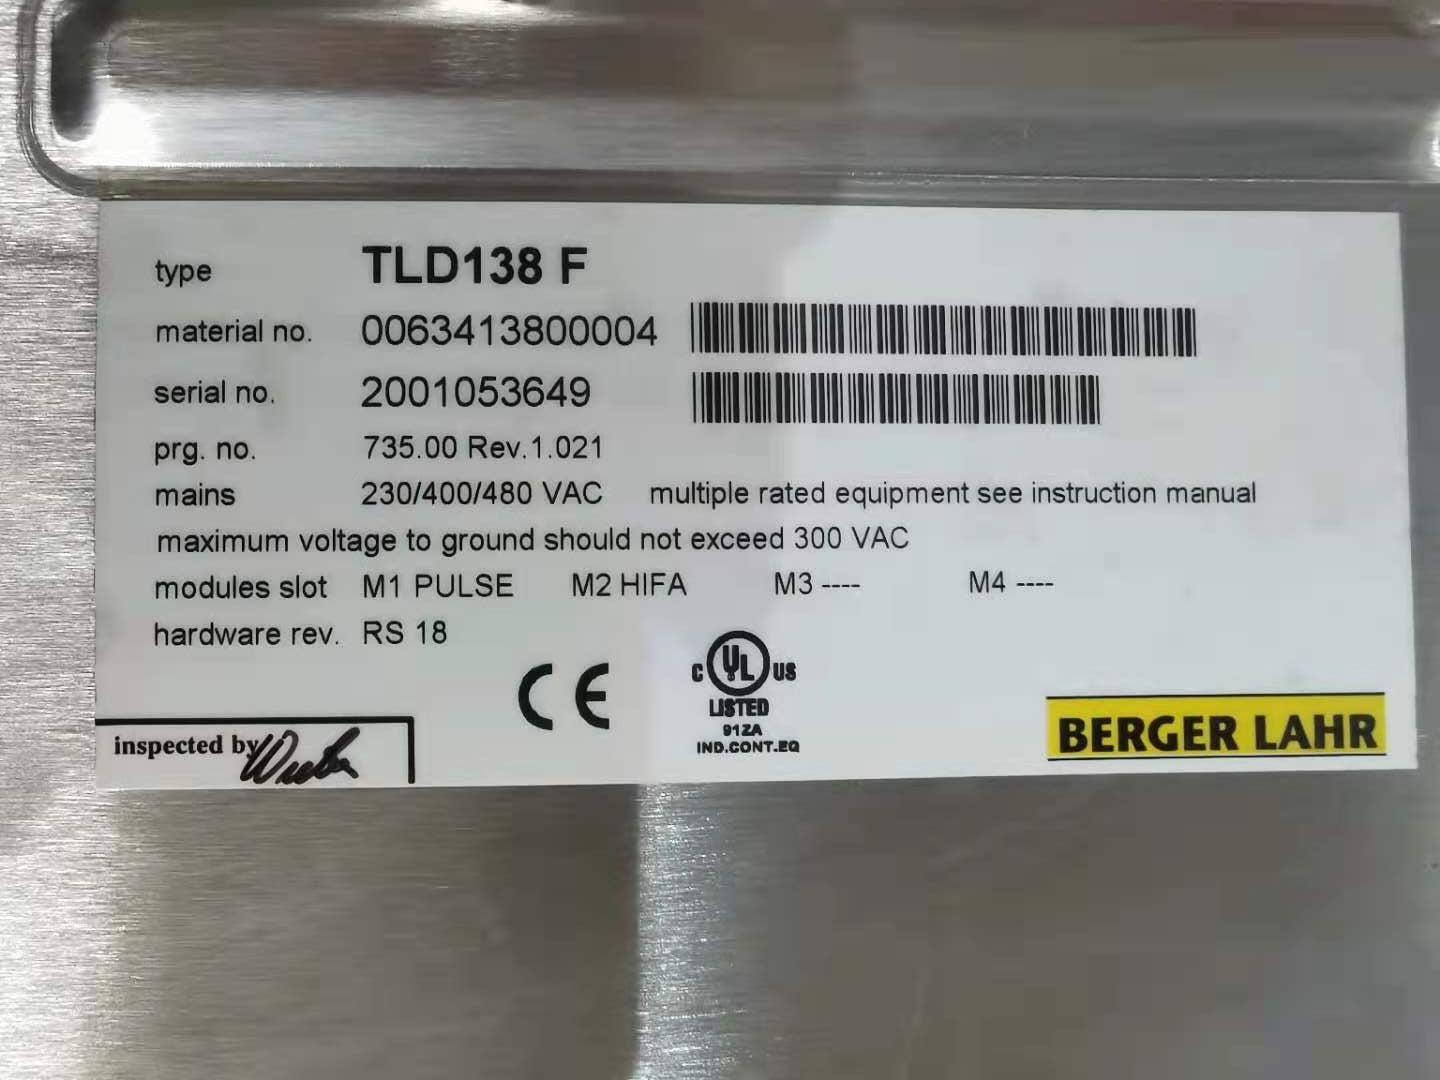 type TLD138 F
material no. 0063413800004
serial no. 2001053649
prg. no. 735.00 Rev.1.021
mains 230/400/480 VAC multiple rated equipment see instruction manual
maximum voltage to ground should not exceed 300 VAC
modules slot M1 PULSE M2 HIFA M3 ---- M4 ----
hardware rev. RS 18
CE
C UL US
LISTED
91ZA
IND.CONT.EQ
BERGER LAHR
inspected by